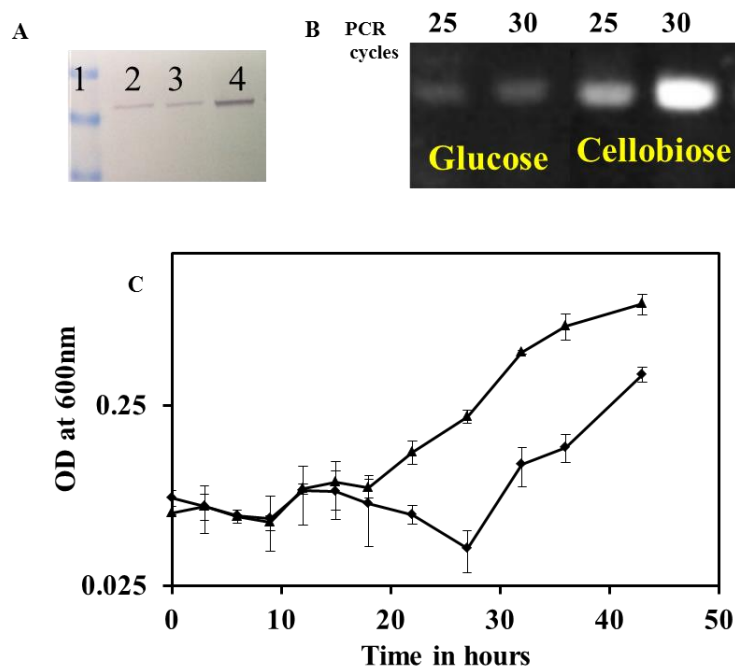 A
1 2 3 4
B
PCR
cycles
25 30 25 30
Glucose Cellobiose
C
OD at 600nm
0.25
0.025
0 10 20 30 40 50
Time in hours